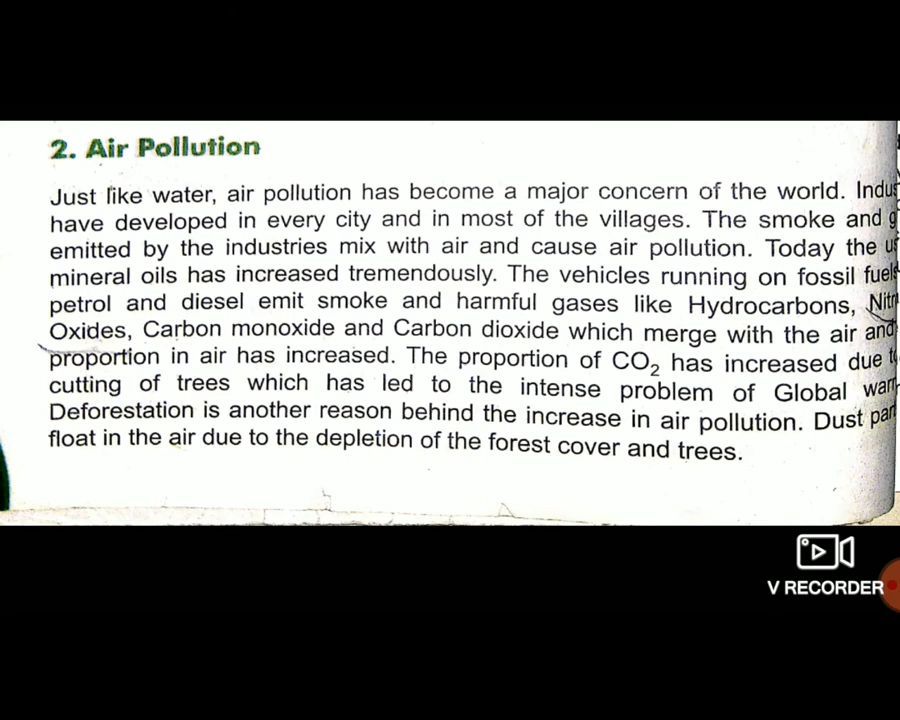 2. Air Pollution
Just like water, air pollution has become a major concern of the world. Indus
have developed in every city and in most of the villages. The smoke and g
emitted by the industries mix with air and cause air pollution. Today the us
mineral oils has increased tremendously. The vehicles running on fossil fuels
petrol and diesel emit smoke and harmful gases like Hydrocarbons, Nitr
Oxides, Carbon monoxide and Carbon dioxide which merge with the air and
proportion in air has increased. The proportion of CO₂ has increased due to
cutting of trees which has led to the intense problem of Global warr
Deforestation is another reason behind the increase in air pollution. Dust part
float in the air due to the depletion of the forest cover and trees.
V RECORDER